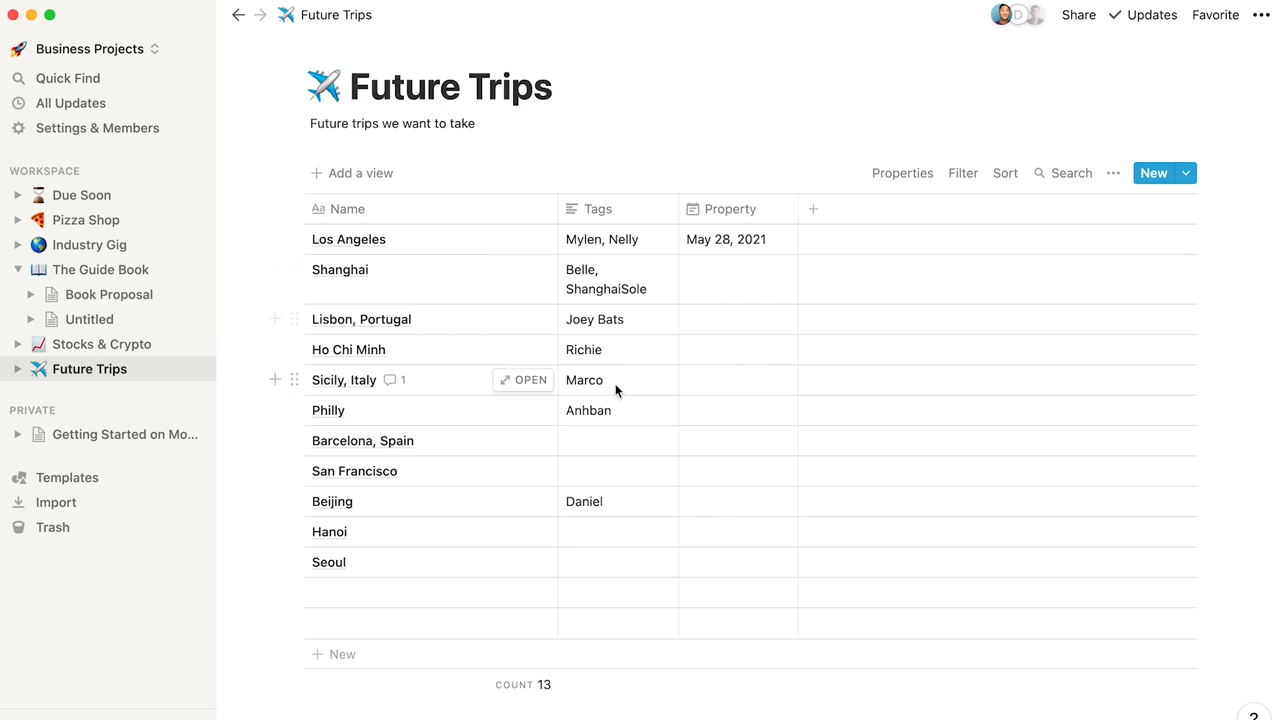 Future Trips
D
Share
Updates
Favorite
Business Projects
Quick Find
All Updates
Settings & Members
WORKSPACE
Due Soon
Pizza Shop
Industry Gig
The Guide Book
Book Proposal
Untitled
Stocks & Crypto
Future Trips
PRIVATE
Getting Started on Mo...
Templates
Import
Trash
Future Trips
Future trips we want to take
Add a view
Properties
Filter
Sort
Search
New
Aa Name
Tags
Property
Los Angeles
Mylen, Nelly
May 28, 2021
Shanghai
Belle,
ShanghaiSole
Lisbon, Portugal
Joey Bats
Ho Chi Minh
Richie
Sicily, Italy
1
OPEN
Marco
Philly
Anhban
Barcelona, Spain
San Francisco
Beijing
Daniel
Hanoi
Seoul
New
COUNT 13
?